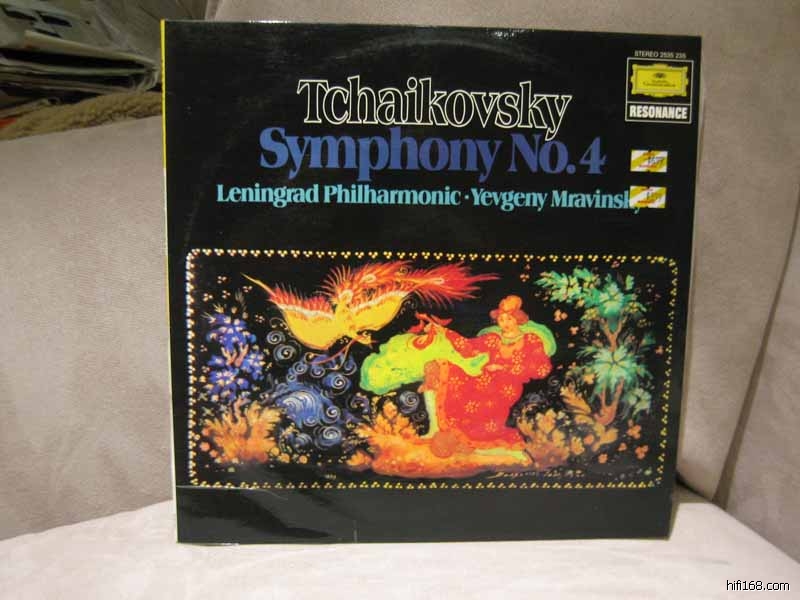 STEREO 2535 235
RESONANCE
Tchaikovsky
Symphony No.4
Leningrad Philharmonic · Yevgeny Mravinsky
hifi168.com